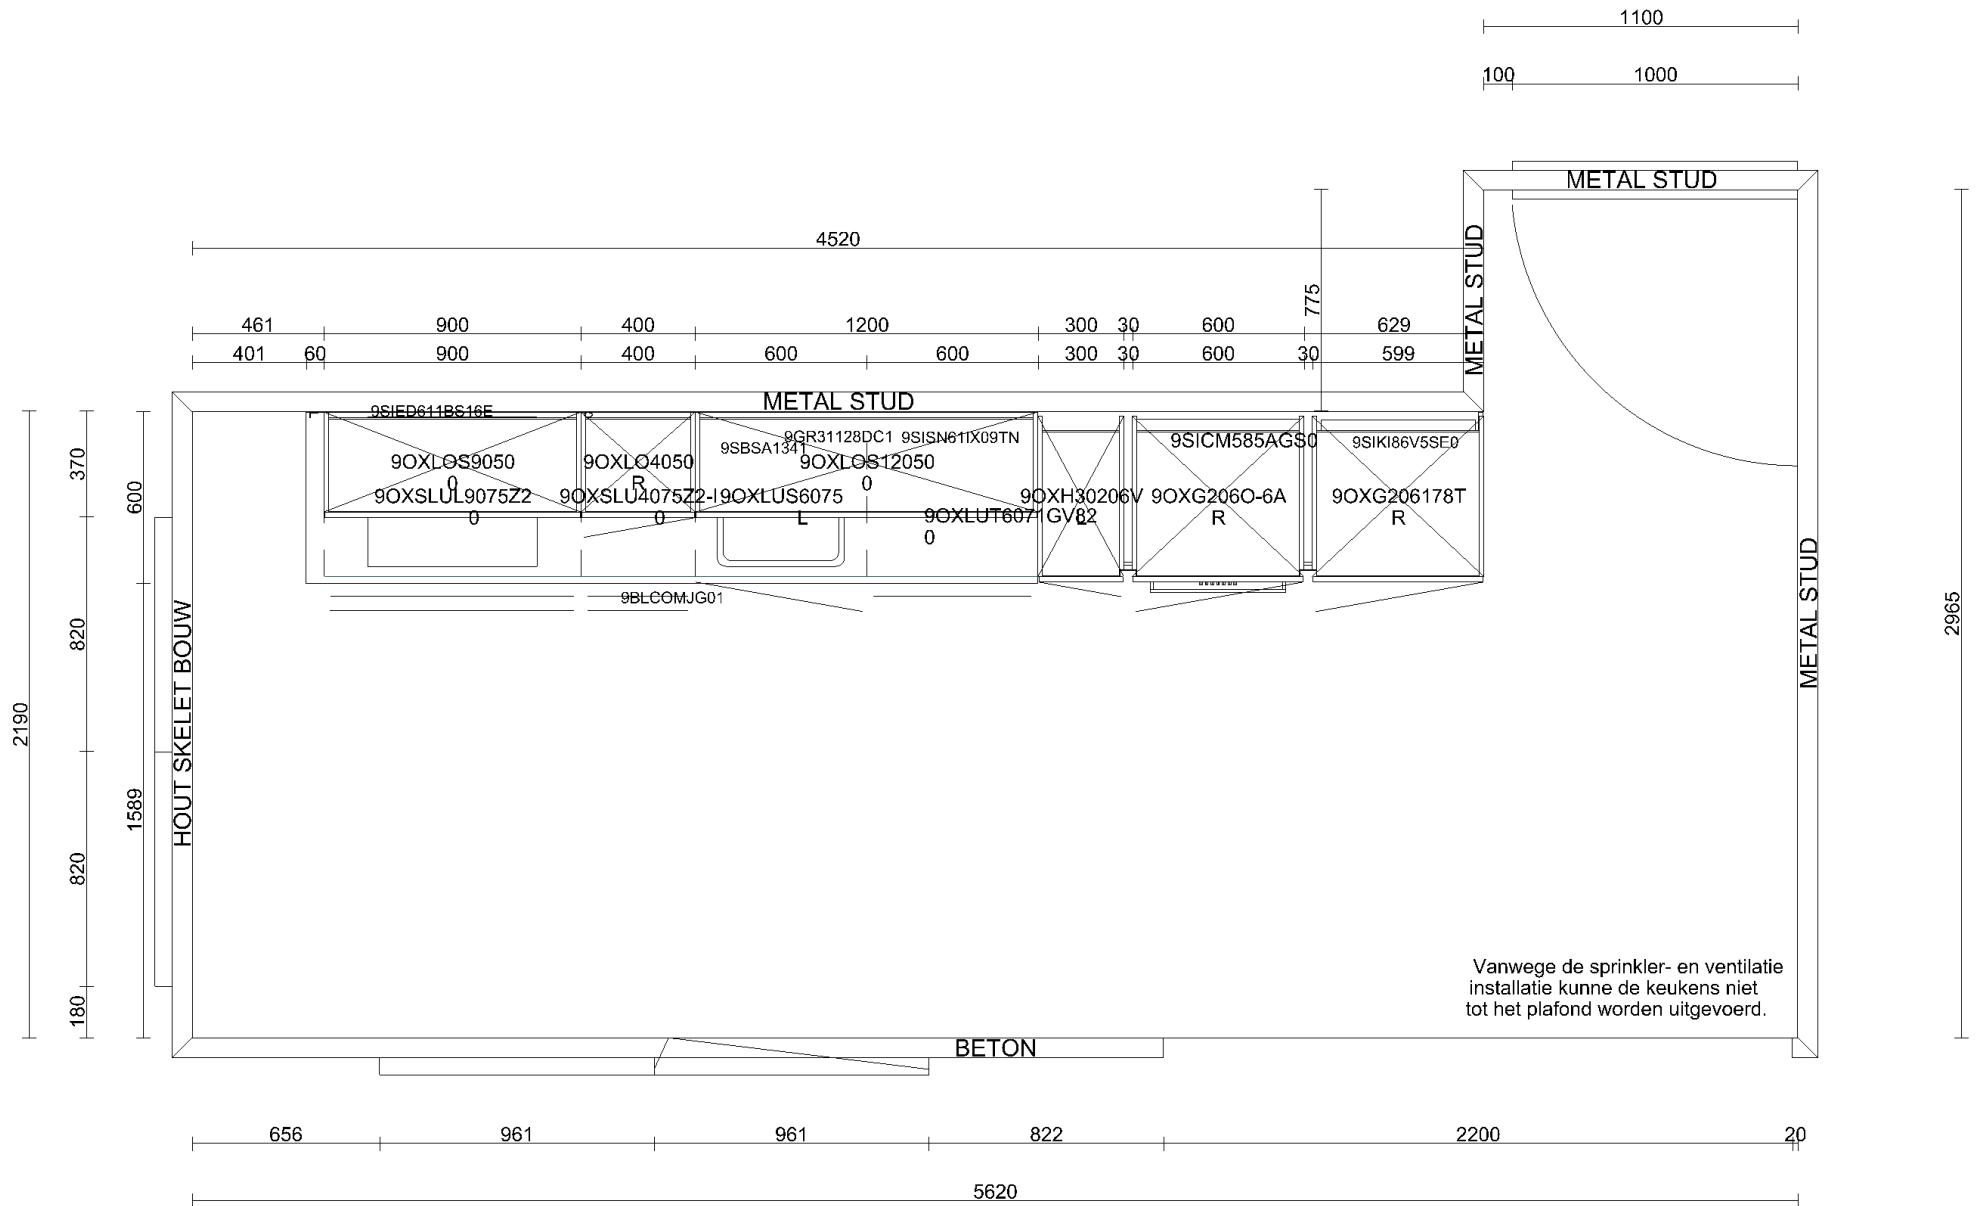 1100
100 1000
METAL STUD
4520
METAL STUD
775
461 900 400 1200 300 30 600 629
401 60 900 400 600 600 300 30 600 30 599
METAL STUD
9SIED611BS16E
9GR31128DC1 9SISN61IX09TN
9SBSA1341
9SICM585AGS0 9SIKI86V5SE0
9OXLOS9050
0
9OXLO4050
R
9OXLOS12050
0
9OXSLUL9075Z2
0
9OXSLU4075Z2-I
0
9OXLUS6075
L
9OXH30206V
L
9OXG206O-6A
R
9OXG206178T
R
0
9BLCOMJG01
370
600
820
2190
1589
820
180
HOUT SKELET BOUW
METAL STUD
2965
Vanwege de sprinkler- en ventilatie
installatie kunne de keukens niet
tot het plafond worden uitgevoerd.
BETON
656 961 961 822 2200 20
5620